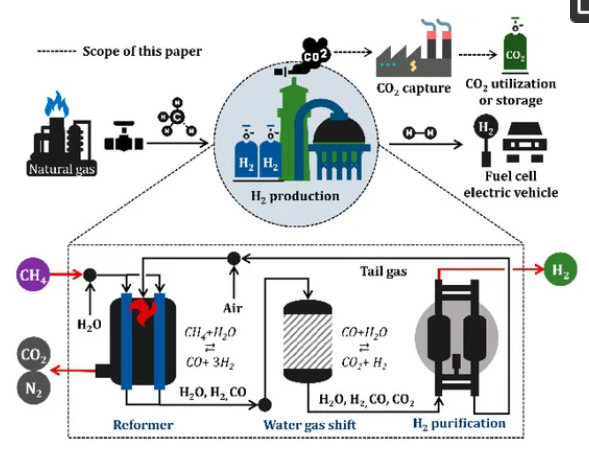 Scope of this paper
CO2
CO2 capture
CO2
CO2 utilization
or storage
Natural gas
H
H C H
H
H2 H2
H2 production
H H
H2
Fuel cell
electric vehicle
CH4
H2O
Air
Tail gas
H2
CO2
N2
CH4+H2O
⇌
CO+ 3H2
CO+H2O
⇌
CO2+ H2
H2O, H2, CO
H2O, H2, CO, CO2
Reformer
Water gas shift
H2 purification